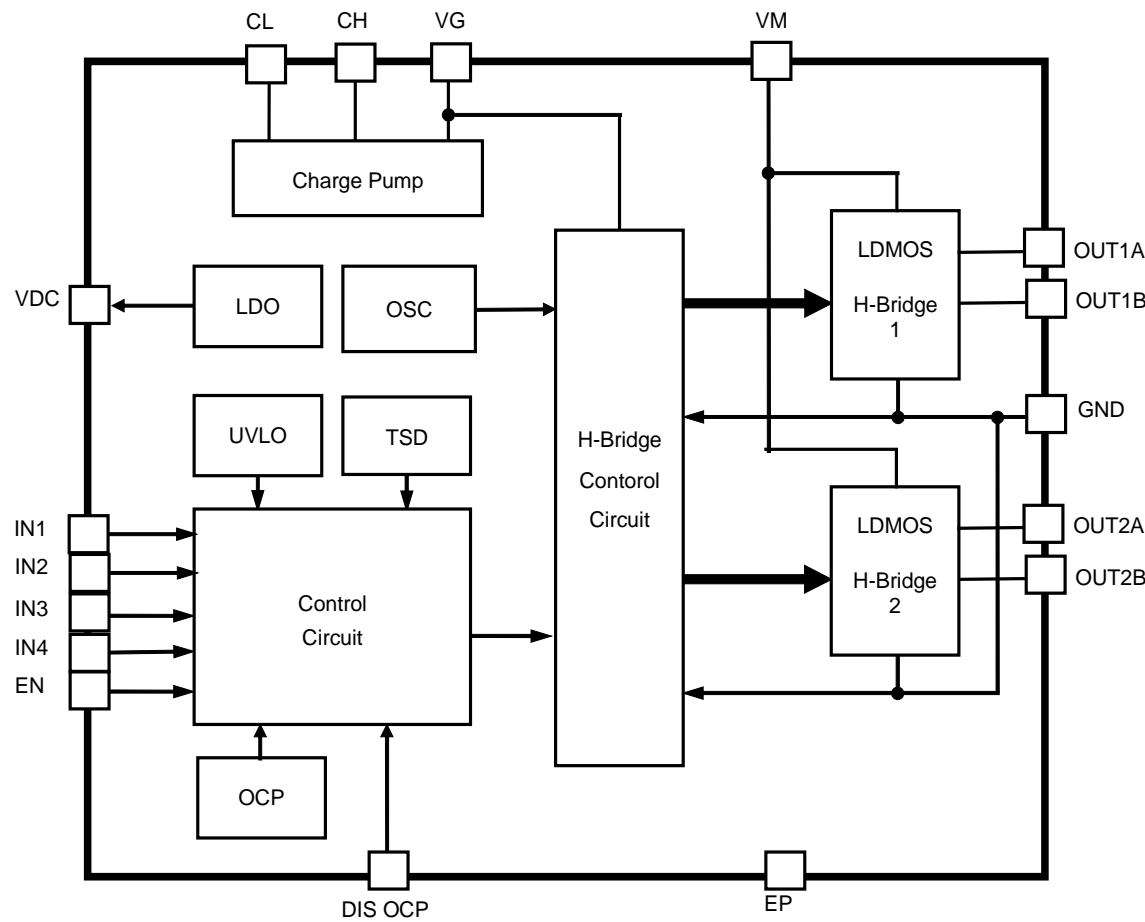 CL
CH
VG
VM
Charge Pump
VDC
LDO
OSC
UVLO
TSD
IN1
IN2
IN3
IN4
EN
Control
Circuit
OCP
DIS OCP
H-Bridge
Contorol
Circuit
LDMOS
H-Bridge
1
LDMOS
H-Bridge
2
OUT1A
OUT1B
GND
OUT2A
OUT2B
EP